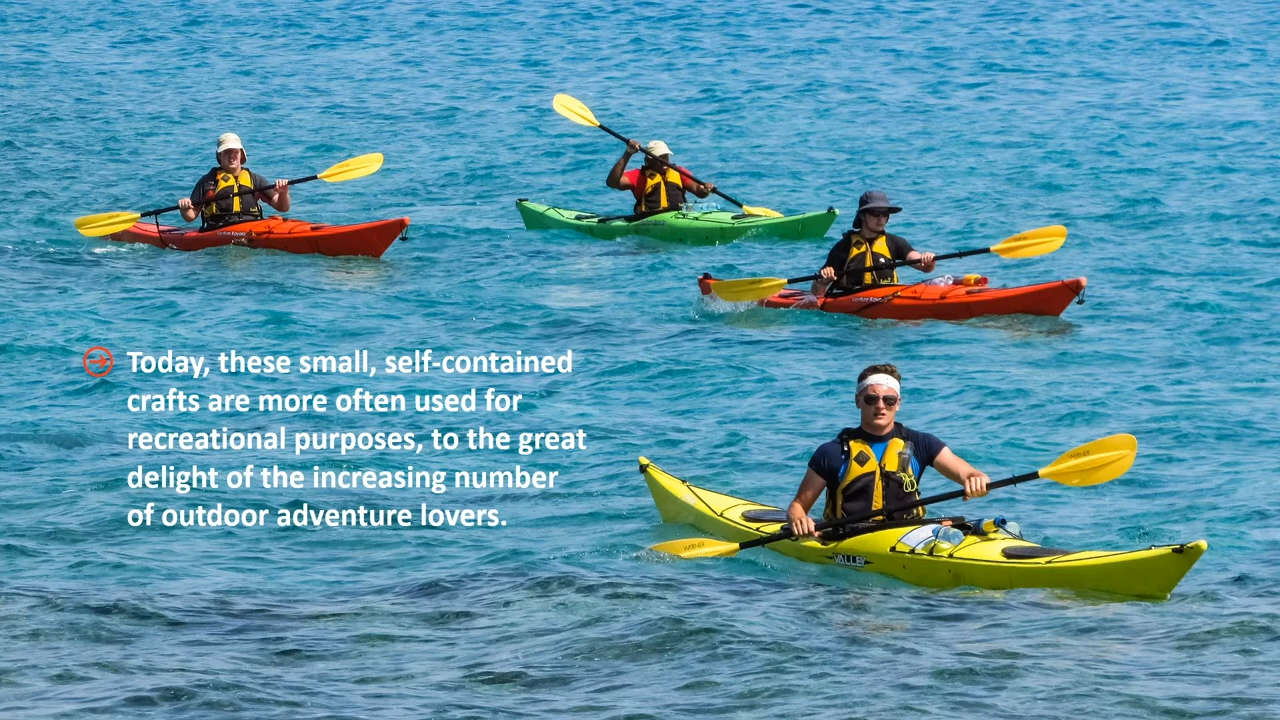 Today, these small, self-contained
crafts are more often used for
recreational purposes, to the great
delight of the increasing number
of outdoor adventure lovers.
VALLEY